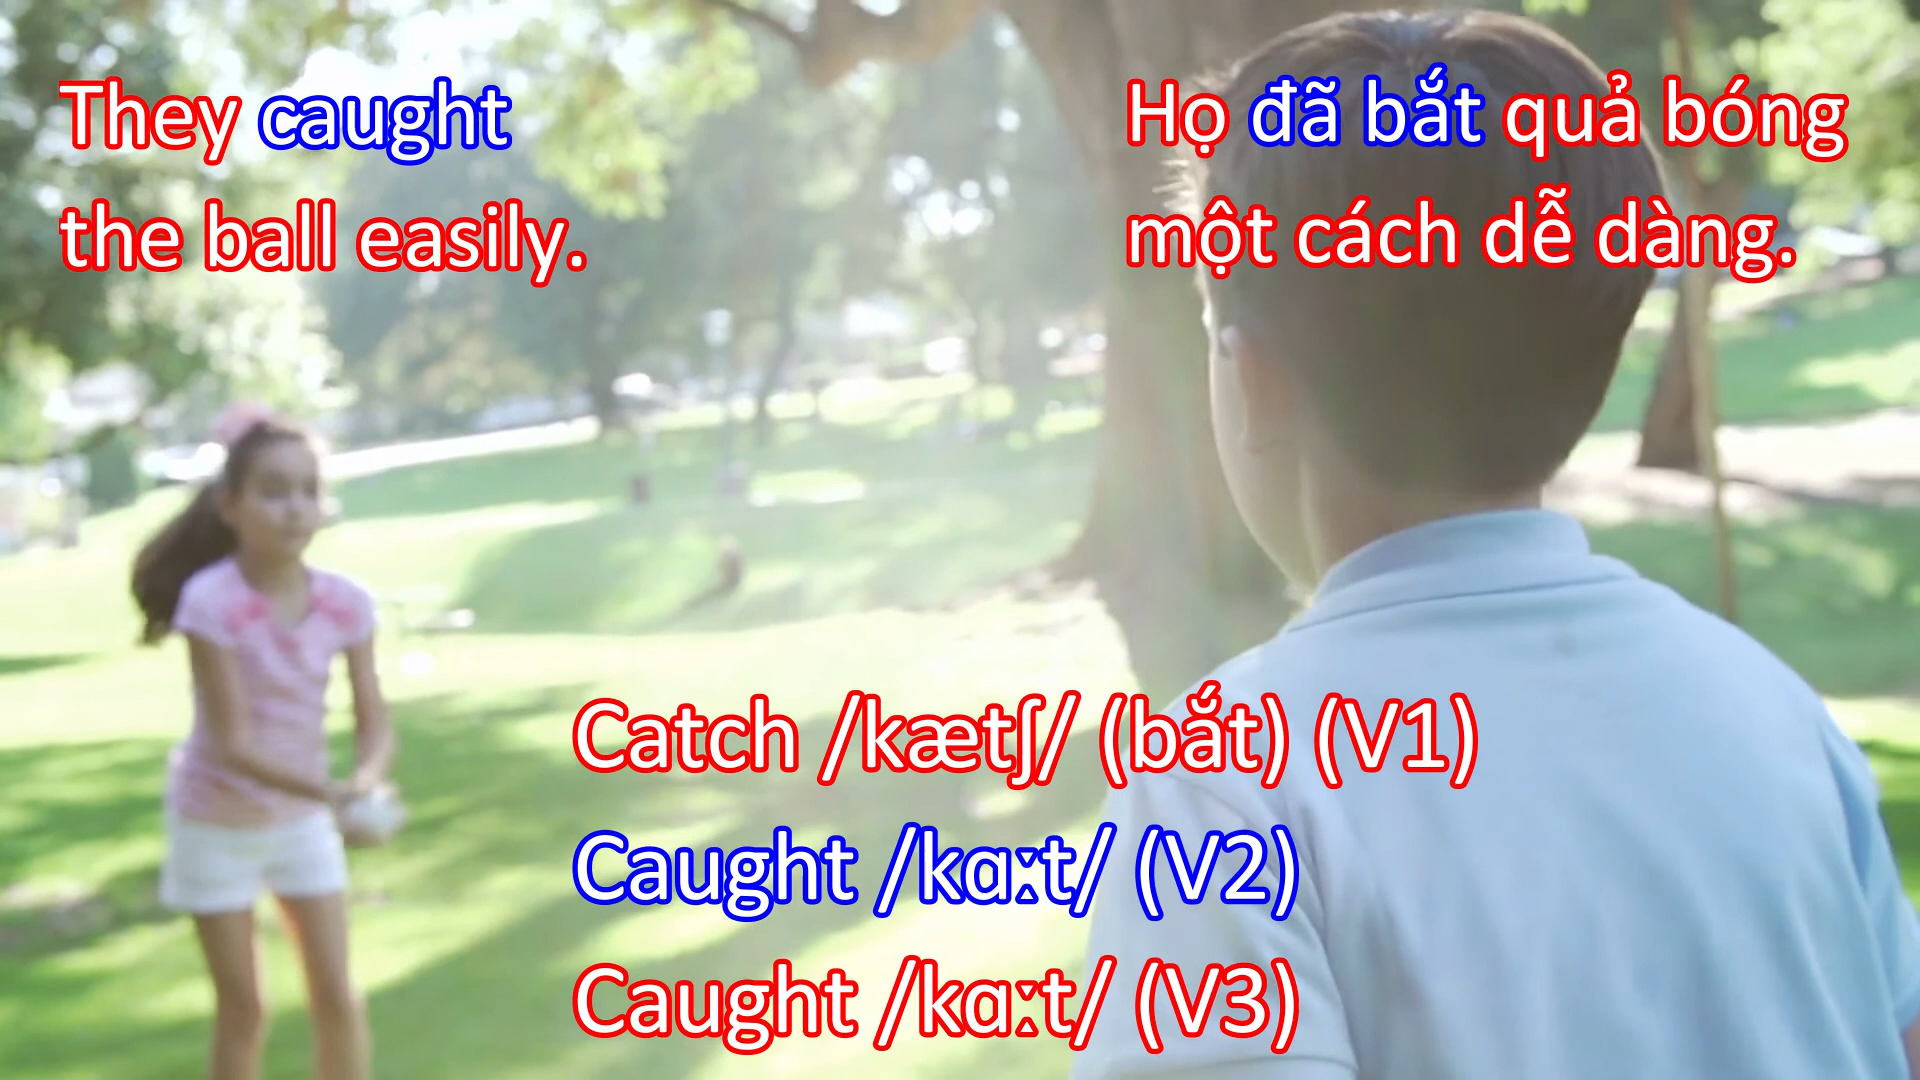 They caught
the ball easily.
Họ đã bắt quả bóng
một cách dễ dàng.
Catch /kætʃ/ (bắt) (V1)
Caught /kɑːt/ (V2)
Caught /kɑːt/ (V3)